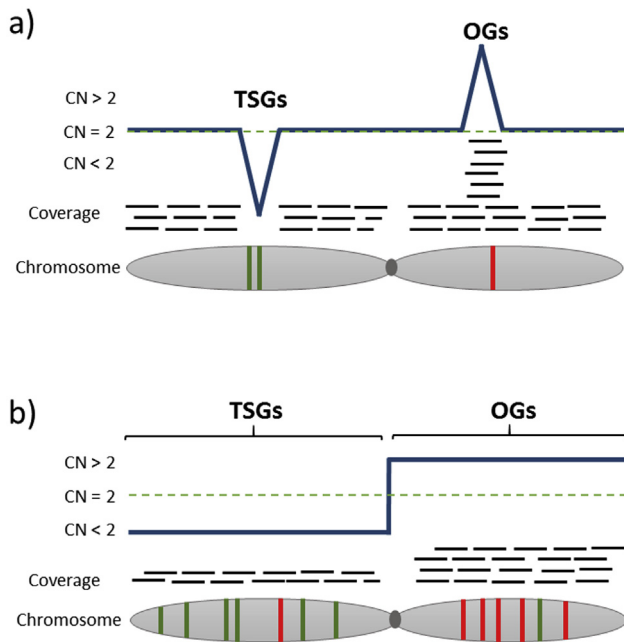 a)
OGs
TSGs
CN > 2
CN = 2
CN < 2
Coverage
Chromosome
b)
TSGs OGs
CN > 2
CN = 2
CN < 2
Coverage
Chromosome